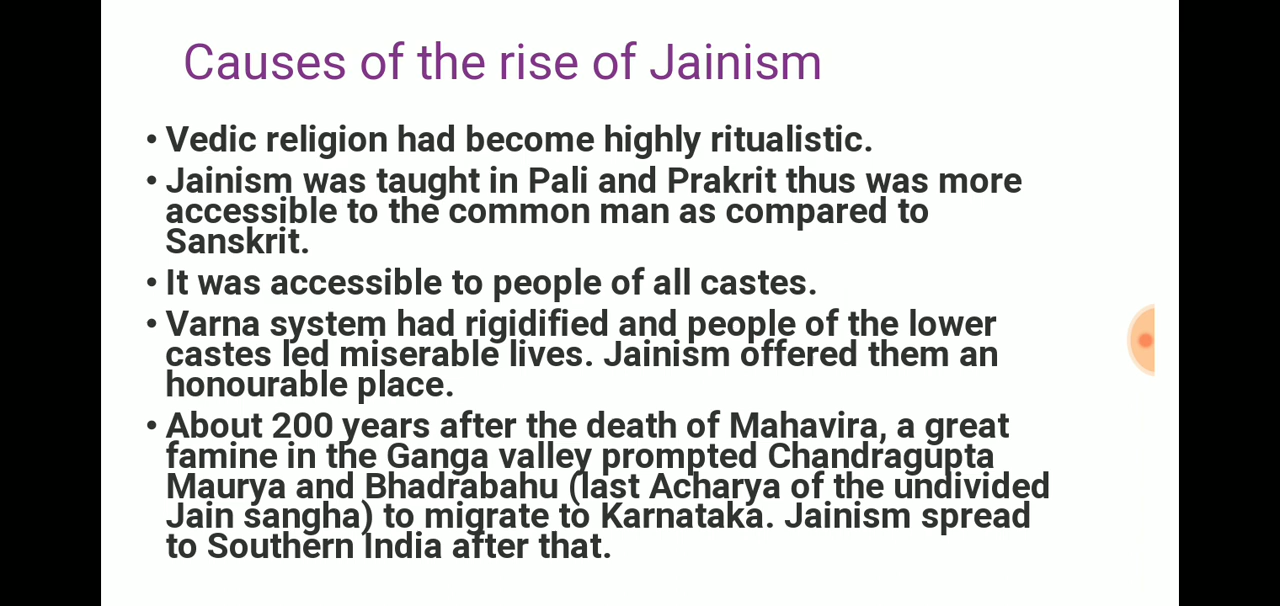 Causes of the rise of Jainism
• Vedic religion had become highly ritualistic.
• Jainism was taught in Pali and Prakrit thus was more
accessible to the common man as compared to
Sanskrit.
• It was accessible to people of all castes.
• Varna system had rigidified and people of the lower
castes led miserable lives. Jainism offered them an
honourable place.
• About 200 years after the death of Mahavira, a great
famine in the Ganga valley prompted Chandragupta
Maurya and Bhadrabahu (last Acharya of the undivided
Jain sangha) to migrate to Karnataka. Jainism spread
to Southern India after that.